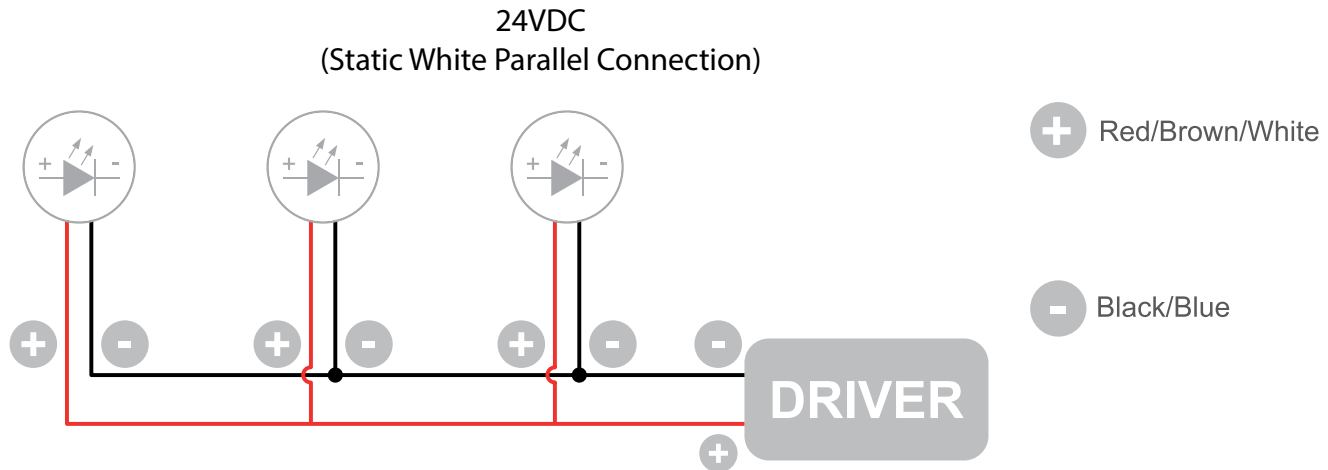 24VDC
(Static White Parallel Connection)
+ -
+ -
+ -
+ Red/Brown/White
- Black/Blue
+ -
+ -
+ -
-
DRIVER
+